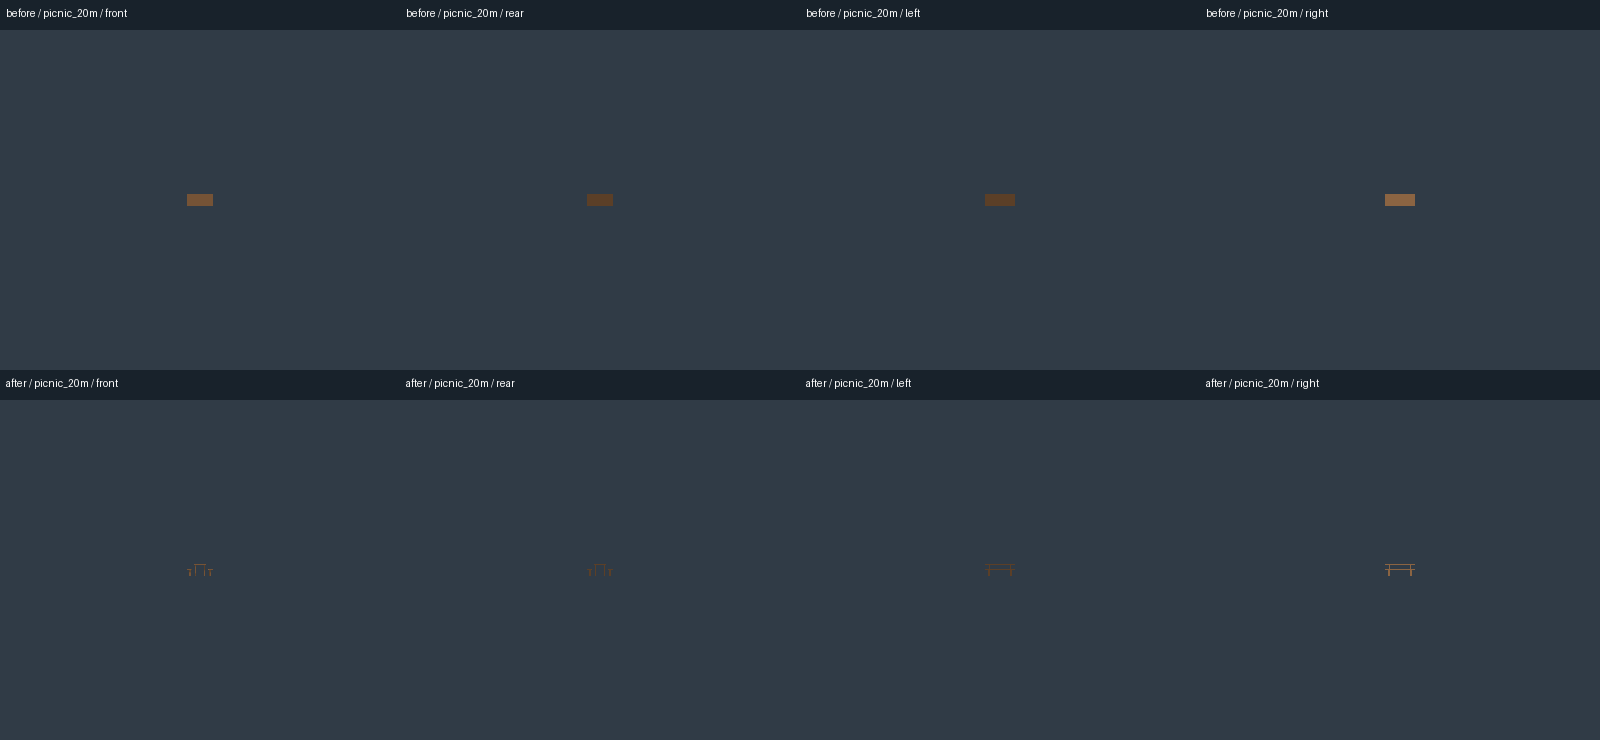 before / picnic_20m / front
before / picnic_20m / rear
before / picnic_20m / left
before / picnic_20m / right
after / picnic_20m / front
after / picnic_20m / rear
after / picnic_20m / left
after / picnic_20m / right